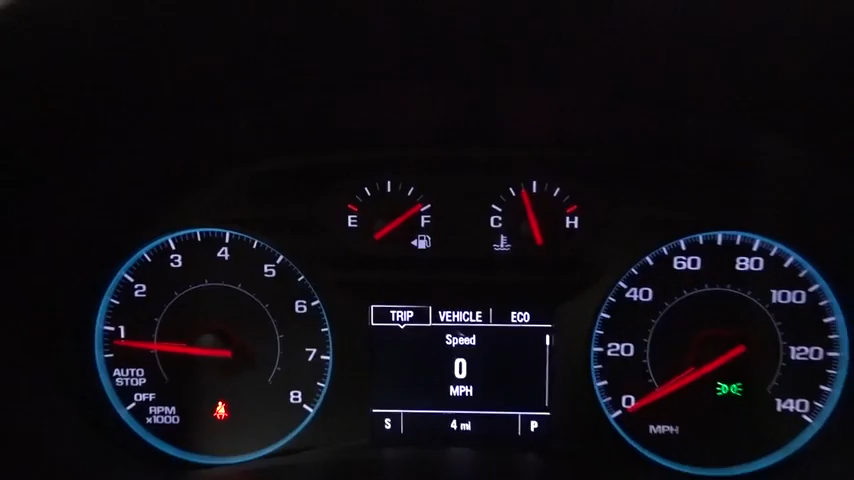 E F
C H
1 2 3 4 5 6 7 8
AUTO
STOP
OFF
RPM
x1000
TRIP VEHICLE ECO
Speed
0
MPH
S 4 mi P
0 20 40 60 80 100 120 140
MPH